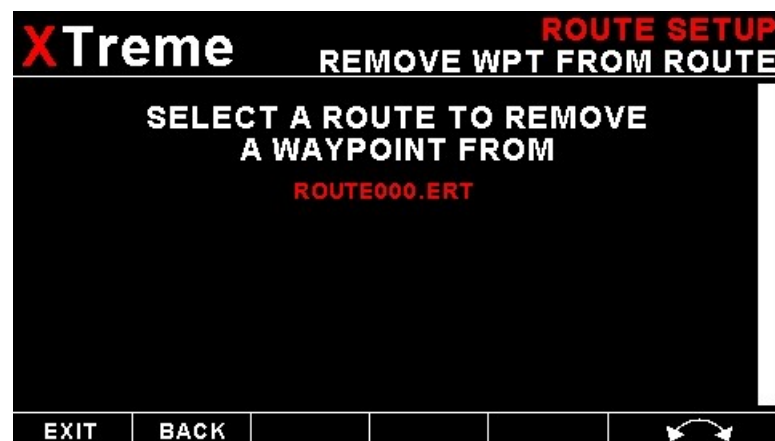 XTreme
ROUTE SETUP
REMOVE WPT FROM ROUTE
SELECT A ROUTE TO REMOVE
A WAYPOINT FROM
ROUTE000.ERT
EXIT BACK